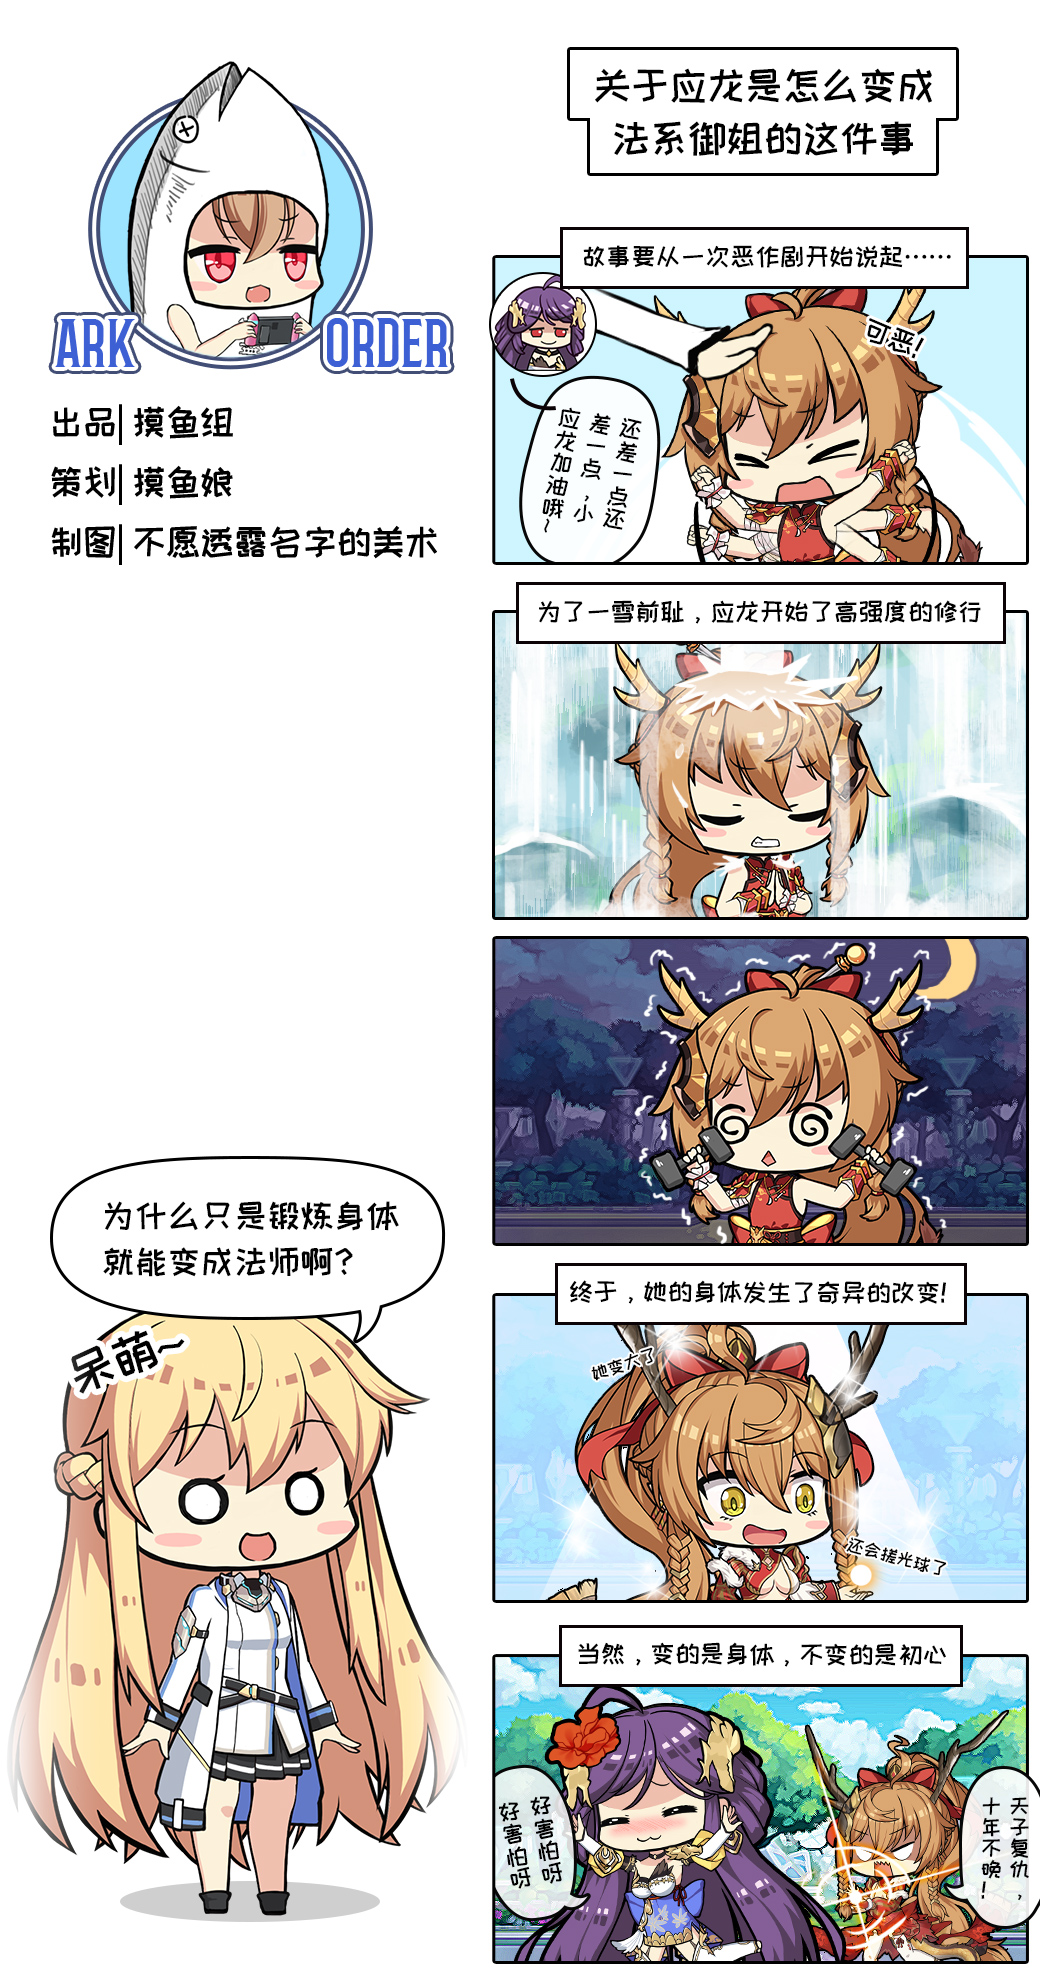 ARK ORDER
出品|摸鱼组
策划|摸鱼娘
制图|不愿透露名字的美术
关于应龙是怎么变成
法系御姐的这件事
故事要从一次恶作剧开始说起……
可恶!
还差一点还
差一点,小
应龙加油哦~
为了一雪前耻,应龙开始了高强度的修行
终于,她的身体发生了奇异的改变!
她变大了
还会搓光球了
当然,变的是身体,不变的是初心
好害怕呀
好害怕呀
天子复仇,
十年不晚!
为什么只是锻炼身体
就能变成法师啊?
呆萌~